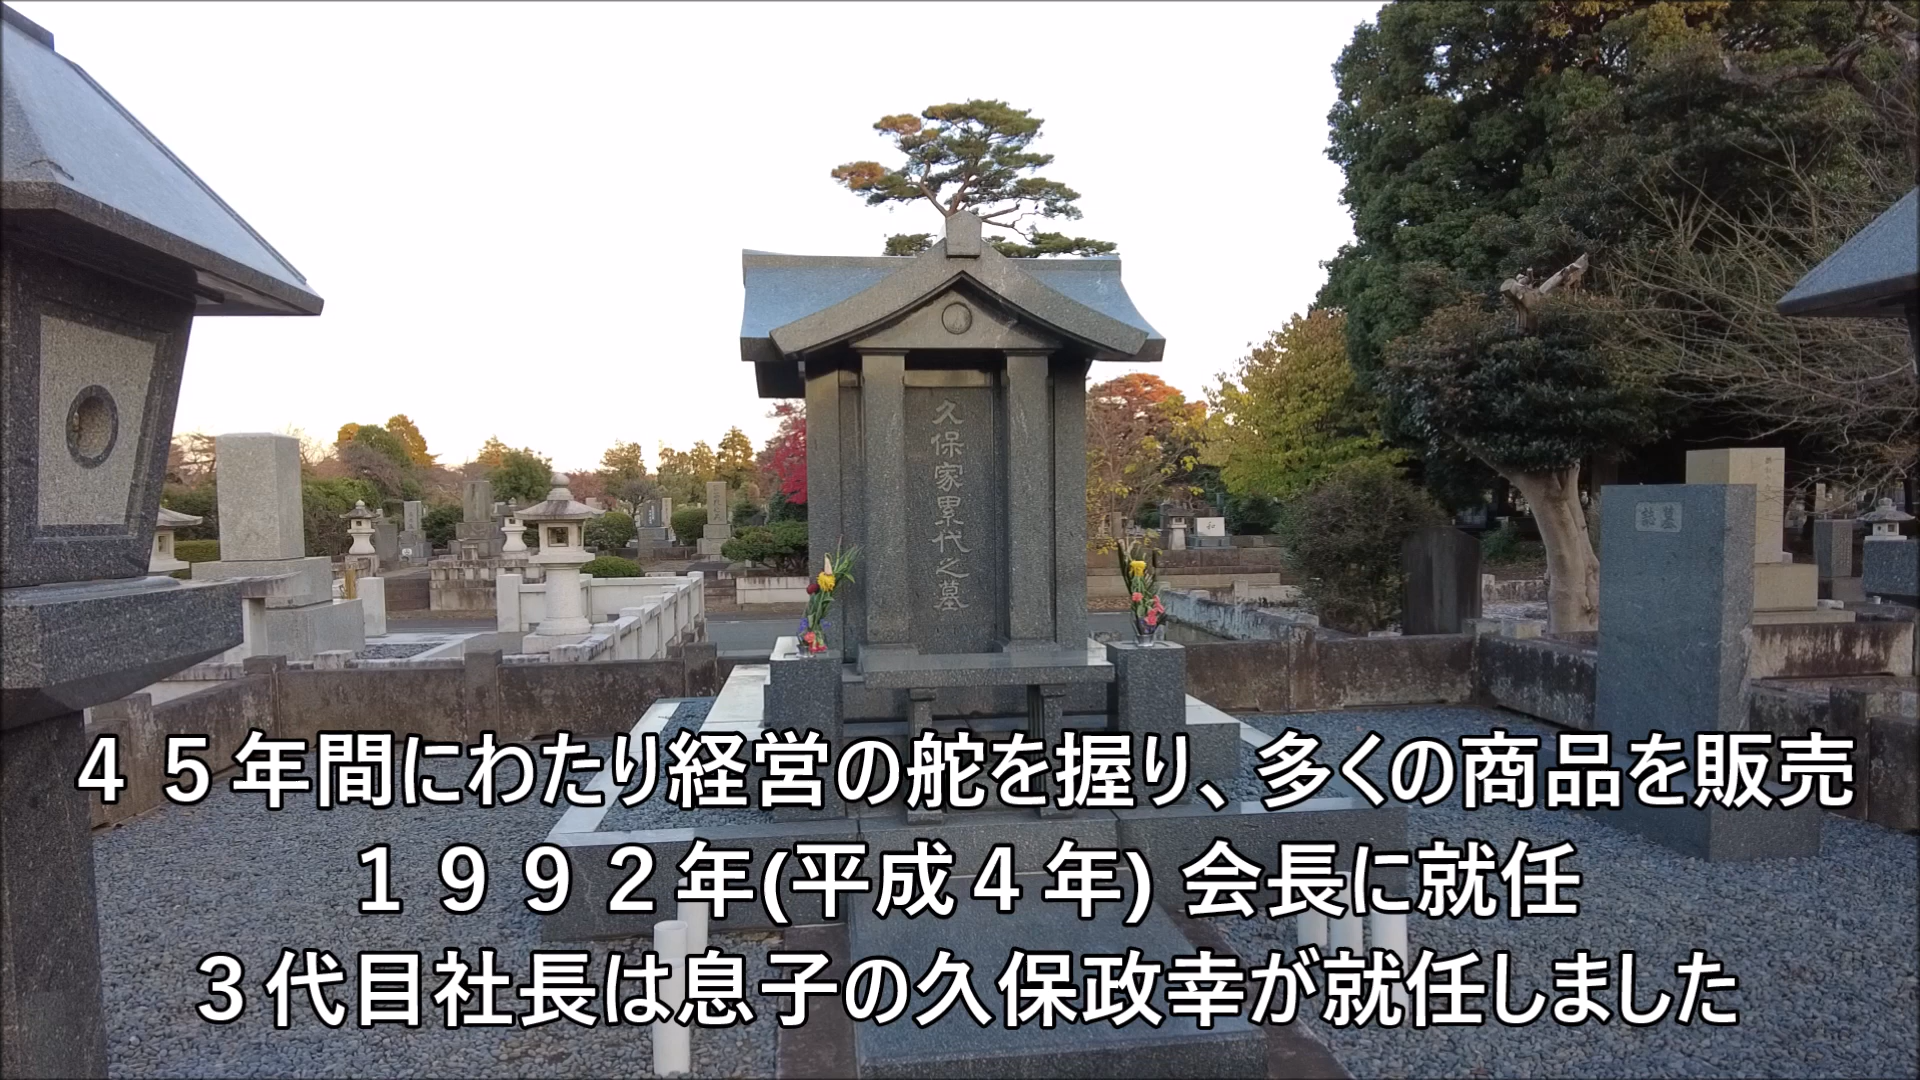 久保家累代之墓
和
墓誌
４５年間にわたり経営の舵を握り、多くの商品を販売
１９９２年(平成４年) 会長に就任
３代目社長は息子の久保政幸が就任しました